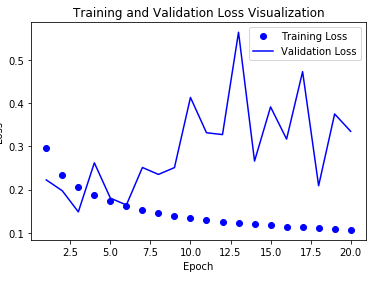 Training and Validation Loss Visualization
Training Loss
Validation Loss
0.5
0.4
0.3
0.2
0.1
2.5 5.0 7.5 10.0 12.5 15.0 17.5 20.0
Epoch